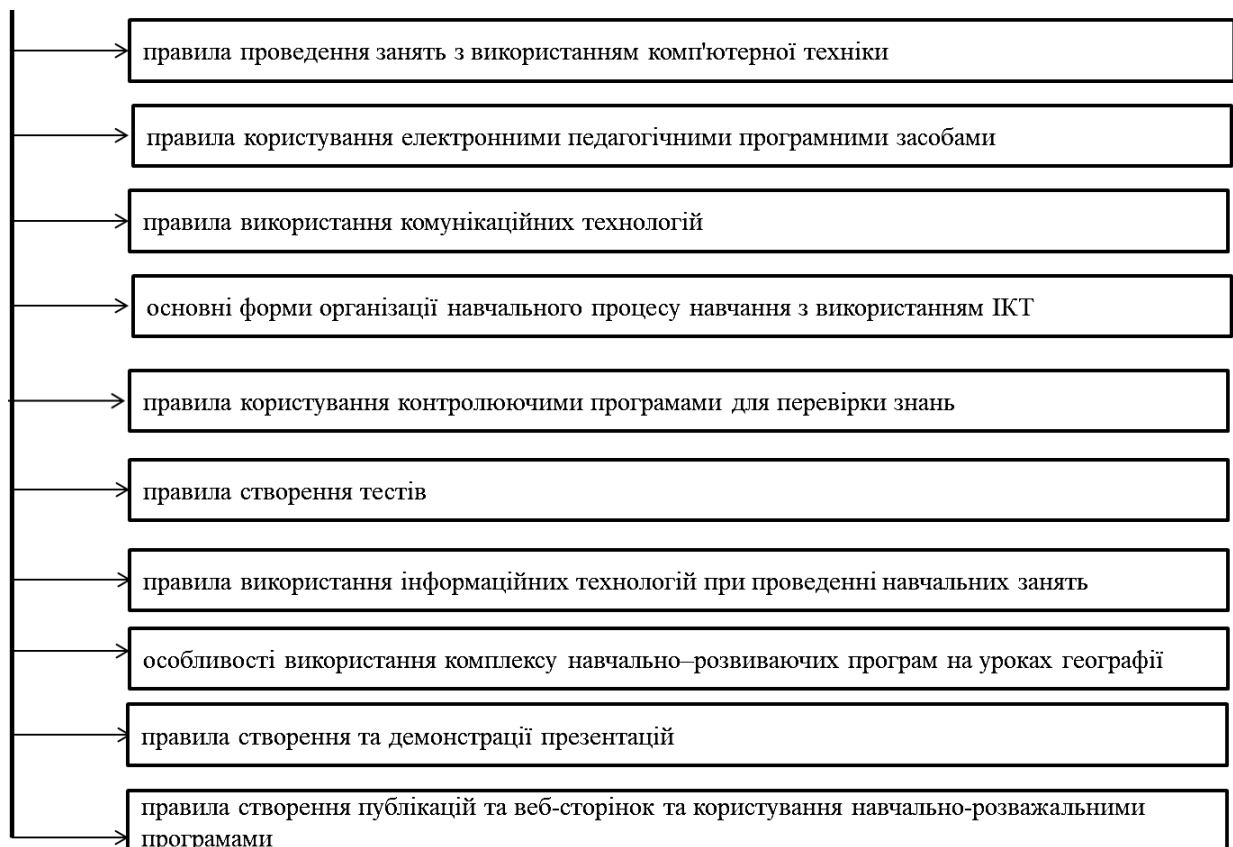 правила проведення занять з використанням комп'ютерної техніки
правила користування електронними педагогічними програмними засобами
правила використання комунікаційних технологій
основні форми організації навчального процесу навчання з використанням ІКТ
правила користування контролюючими програмами для перевірки знань
правила створення тестів
правила використання інформаційних технологій при проведенні навчальних занять
особливості використання комплексу навчально–розвиваючих програм на уроках географії
правила створення та демонстрації презентацій
правила створення публікацій та веб-сторінок та користування навчально-розважальними
програмами